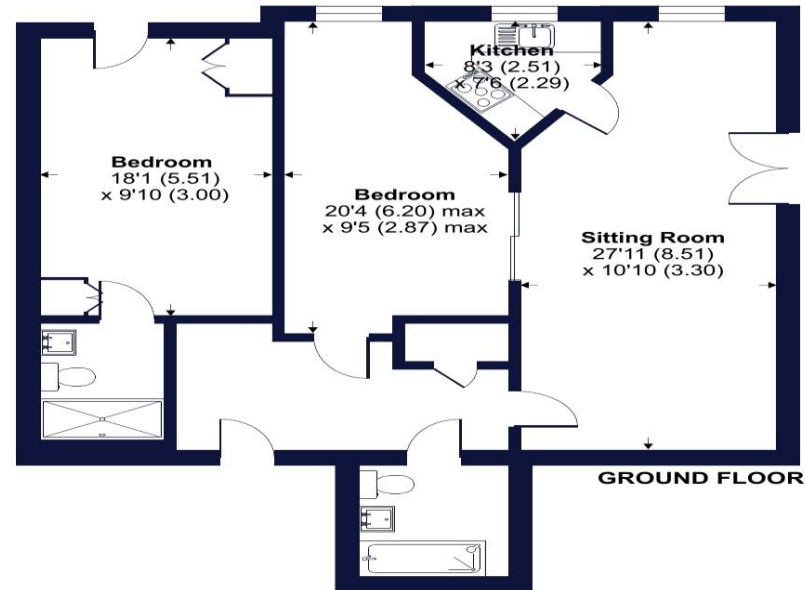 Kitchen
8'3 (2.51)
x 7'6 (2.29)
Bedroom
18'1 (5.51)
x 9'10 (3.00)
Bedroom
20'4 (6.20) max
x 9'5 (2.87) max
Sitting Room
27'11 (8.51)
x 10'10 (3.30)
GROUND FLOOR